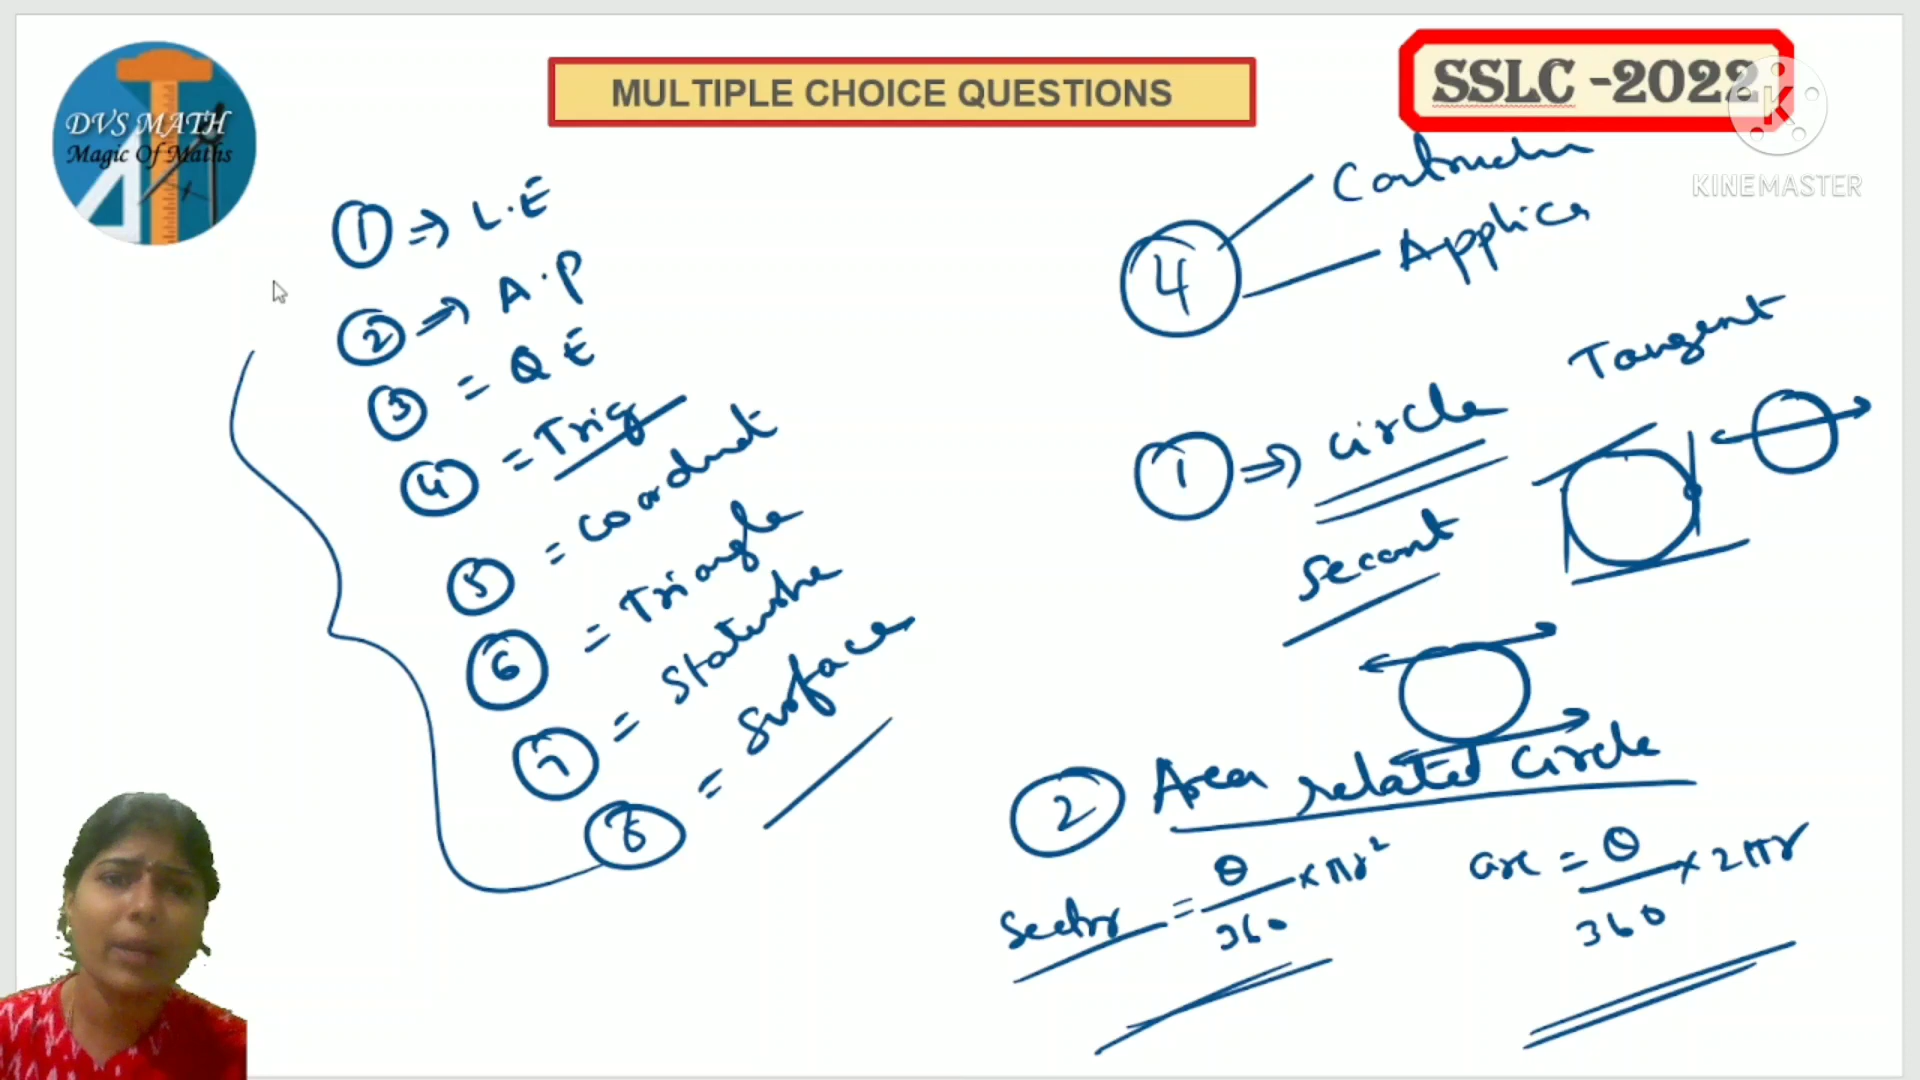 DVS MATH
Magic Of Maths
MULTIPLE CHOICE QUESTIONS
SSLC -2022
KINEMASTER
1 ⇒ L.E
2 → A.P
3 = Q E
4 = Trig
5 =
6 = Triangle
7 =
8 = Surface
4
Applica
1 ⇒ circle
Tangent
Secant
2 Area related circle
Sector = θ/360 × πr²
arc = θ/360 × 2πr